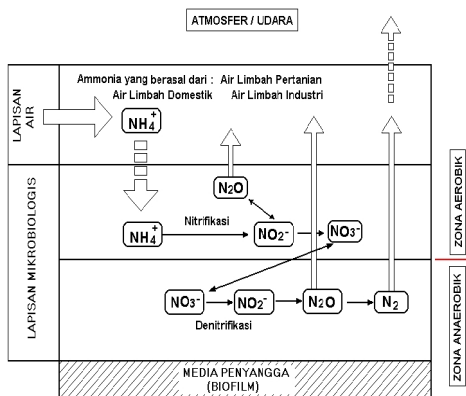 ATMOSFER / UDARA
Ammonia yang berasal dari : Air Limbah Pertanian
Air Limbah Domestik Air Limbah Industri
LAPISAN
AIR
NH₄⁺
N₂O
Nitrifikasi
NH₄⁺
NO₂⁻
NO₃⁻
LAPISAN MIKROBIOLOGIS
ZONA AEROBIK
NO₃⁻
NO₂⁻
N₂O
N₂
Denitrifikasi
ZONA ANAEROBIK
MEDIA PENYANGGA
(BIOFILM)